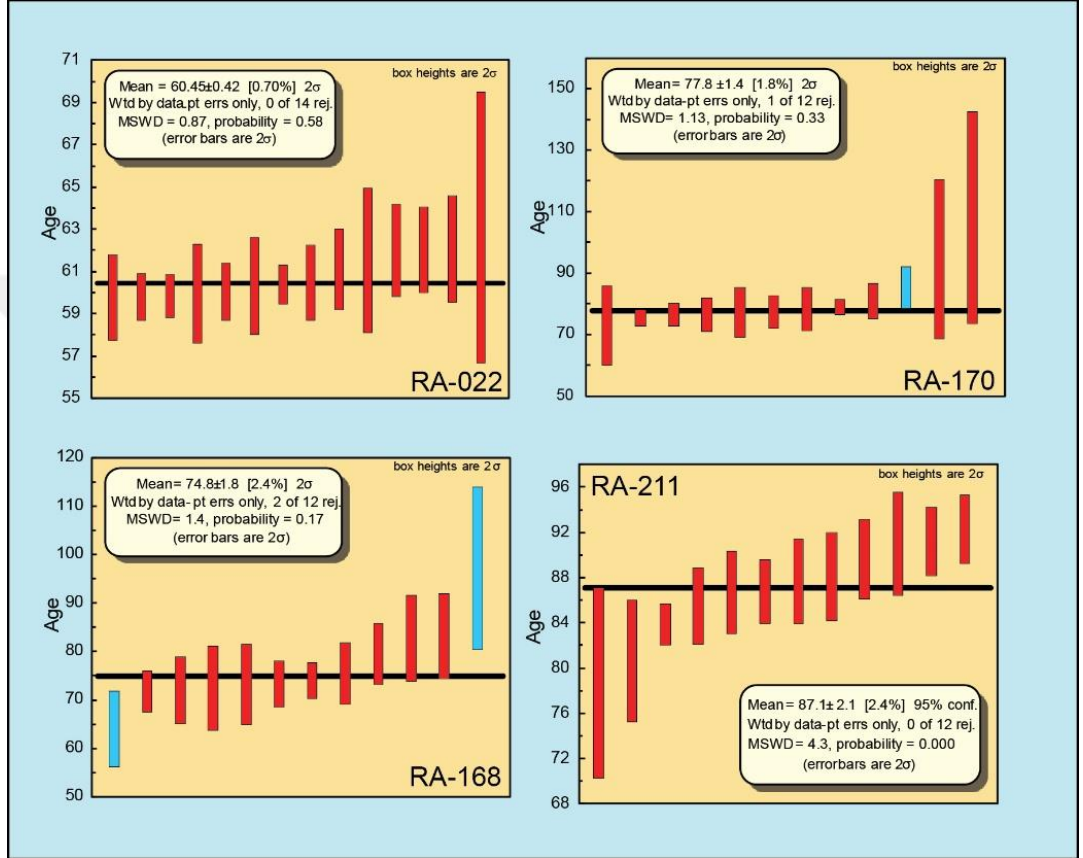 71
69
67
65
63
61
59
57
55
Age
box heights are 2σ
Mean = 60.45±0.42 [0.70%] 2σ
Wtd by data-pt errs only, 0 of 14 rej.
MSWD = 0.87, probability = 0.58
(error bars are 2σ)
RA-022
150
130
110
90
70
50
Age
box heights are 2σ
Mean = 77.8 ±1.4 [1.8%] 2σ
Wtd by data-pt errs only, 1 of 12 rej.
MSWD = 1.13, probability = 0.33
(error bars are 2σ)
RA-170
120
110
100
90
80
70
60
50
Age
box heights are 2σ
Mean = 74.8±1.8 [2.4%] 2σ
Wtd by data-pt errs only, 2 of 12 rej.
MSWD = 1.4, probability = 0.17
(error bars are 2σ)
RA-168
96
92
88
84
80
76
72
68
Age
box heights are 2σ
RA-211
Mean = 87.1±2.1 [2.4%] 95% conf.
Wtd by data-pt errs only, 0 of 12 rej.
MSWD = 4.3, probability = 0.000
(error bars are 2σ)